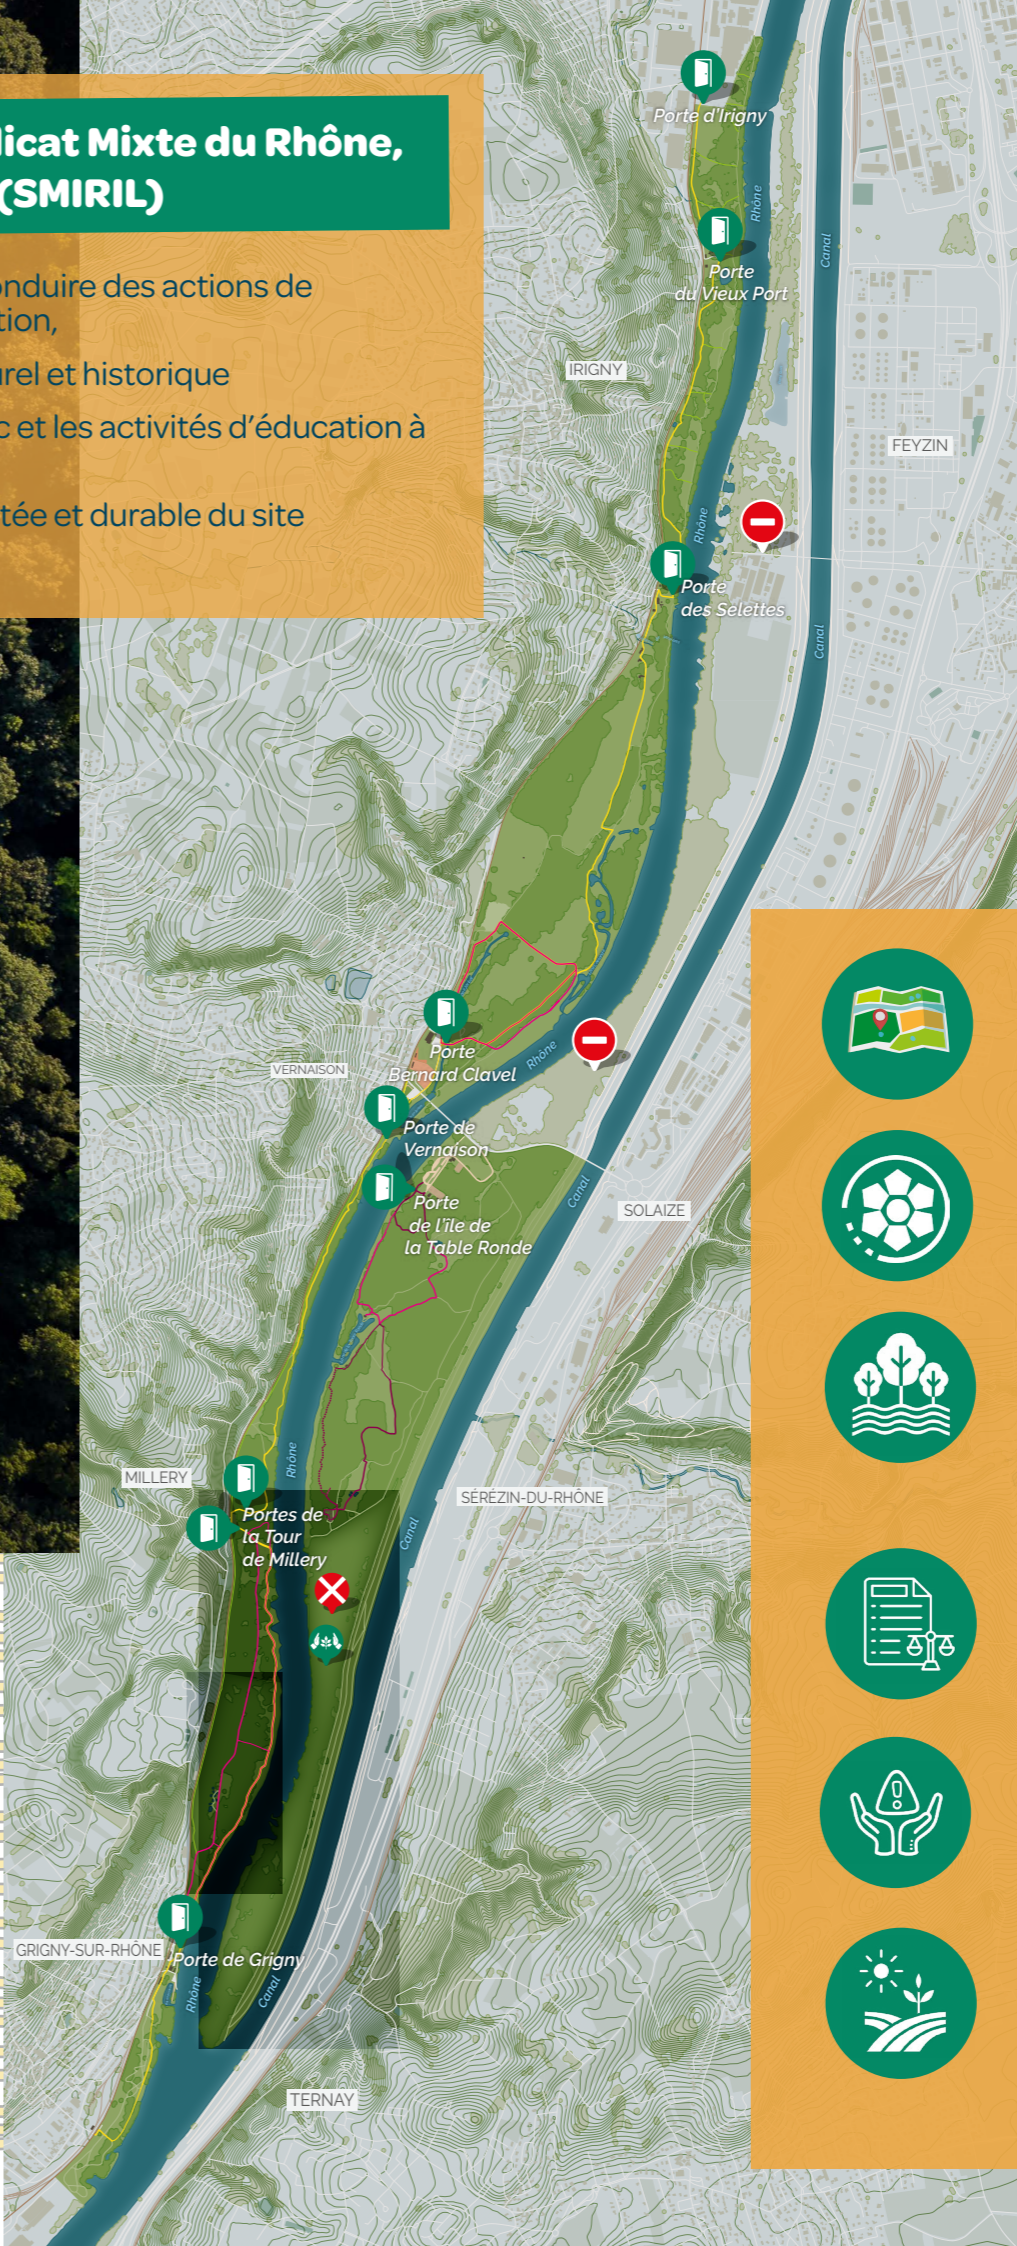 licat Mixte du Rhône,
(SMIRIL)
onduire des actions de
tion,
urel et historique
c et les activités d'éducation à
tée et durable du site
Porte d'Irigny
Rhône
Canal
Porte
du Vieux Port
IRIGNY
FEYZIN
Rhône
Porte
des Selettes
Canal
Porte
Bernard Clavel
Rhône
VERNAISON
Porte de
Vernaison
Canal
Porte
de l'île de
la Table Ronde
SOLAIZE
Rhône
MILLERY
SÉRÉZIN-DU-RHÔNE
Portes de
la Tour
de Millery
Canal
GRIGNY-SUR-RHÔNE
Porte de Grigny
Rhône
Canal
TERNAY